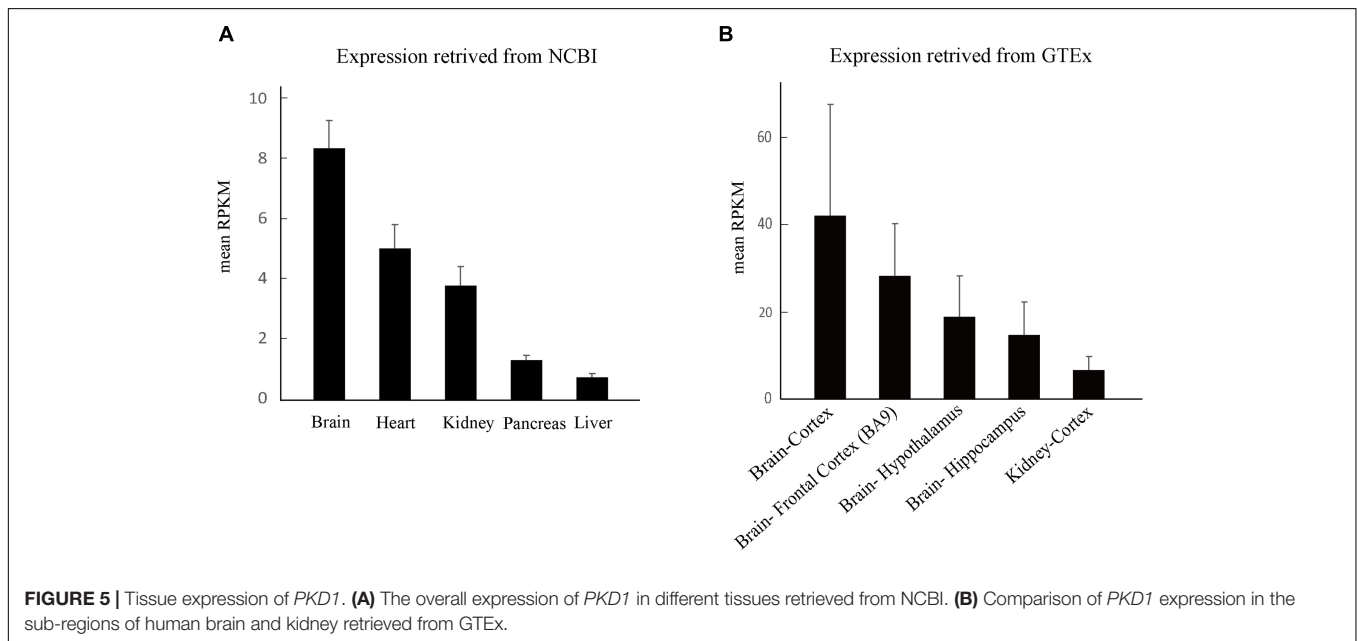 A
Expression retrived from NCBI
mean RPKM
10
8
6
4
2
0
Brain Heart Kidney Pancreas Liver
B
Expression retrived from GTEx
mean RPKM
60
40
20
0
Brain-Cortex
Brain- Frontal Cortex (BA9)
Brain- Hypothalamus
Brain- Hippocampus
Kidney-Cortex
FIGURE 5 | Tissue expression of PKD1. (A) The overall expression of PKD1 in different tissues retrieved from NCBI. (B) Comparison of PKD1 expression in the
sub-regions of human brain and kidney retrieved from GTEx.